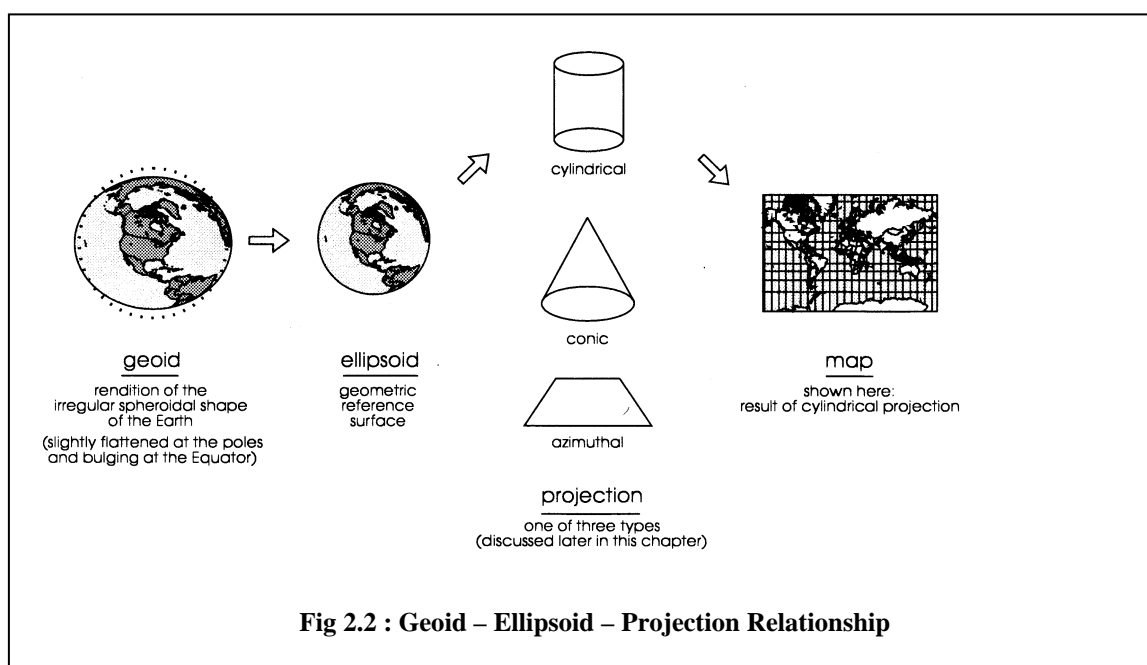 cylindrical
conic
azimuthal
geoid
rendition of the
irregular spheroidal shape
of the Earth
(slightly flattened at the poles
and bulging at the Equator)
ellipsoid
geometric
reference
surface
projection
one of three types
(discussed later in this chapter)
map
shown here:
result of cylindrical projection
Fig 2.2 : Geoid – Ellipsoid – Projection Relationship